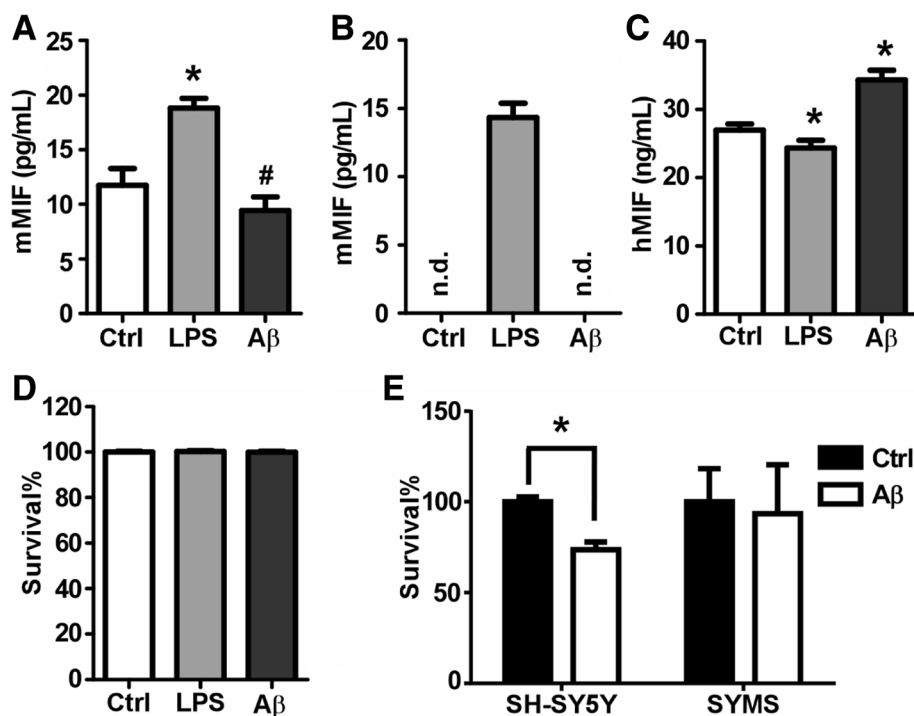 A
mMIF (pg/mL)
25
20
15
10
5
0
*
#
Ctrl LPS Aβ
B
mMIF (pg/mL)
20
15
10
5
0
n.d.
n.d.
Ctrl LPS Aβ
C
hMIF (ng/mL)
40
30
20
10
0
*
*
Ctrl LPS Aβ
D
Survival%
120
100
80
60
40
20
0
Ctrl LPS Aβ
E
Survival%
150
100
50
0
*
Ctrl
Aβ
SH-SY5Y SYMS